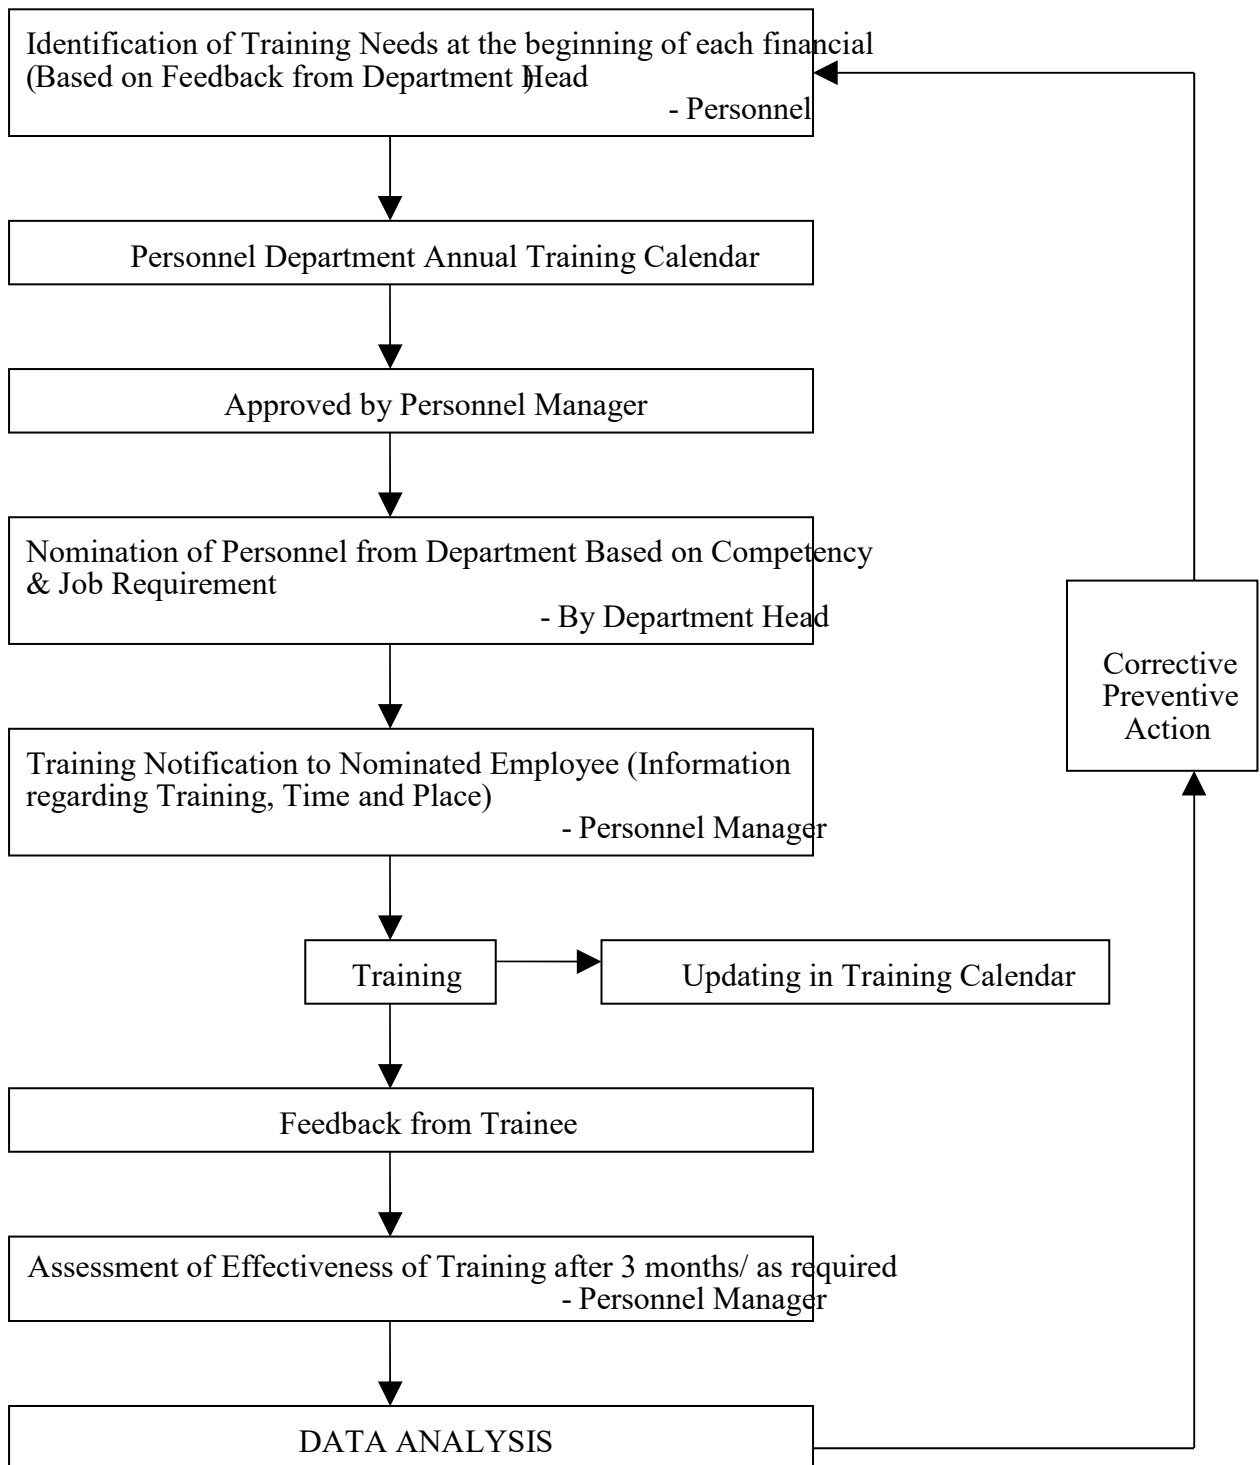 Identification of Training Needs at the beginning of each financial
(Based on Feedback from Department Head)
- Personnel
Personnel Department Annual Training Calendar
Approved by Personnel Manager
Nomination of Personnel from Department Based on Competency
& Job Requirement
- By Department Head
Training Notification to Nominated Employee (Information
regarding Training, Time and Place)
- Personnel Manager
Training
Updating in Training Calendar
Feedback from Trainee
Assessment of Effectiveness of Training after 3 months/ as required
- Personnel Manager
DATA ANALYSIS
Corrective
Preventive
Action